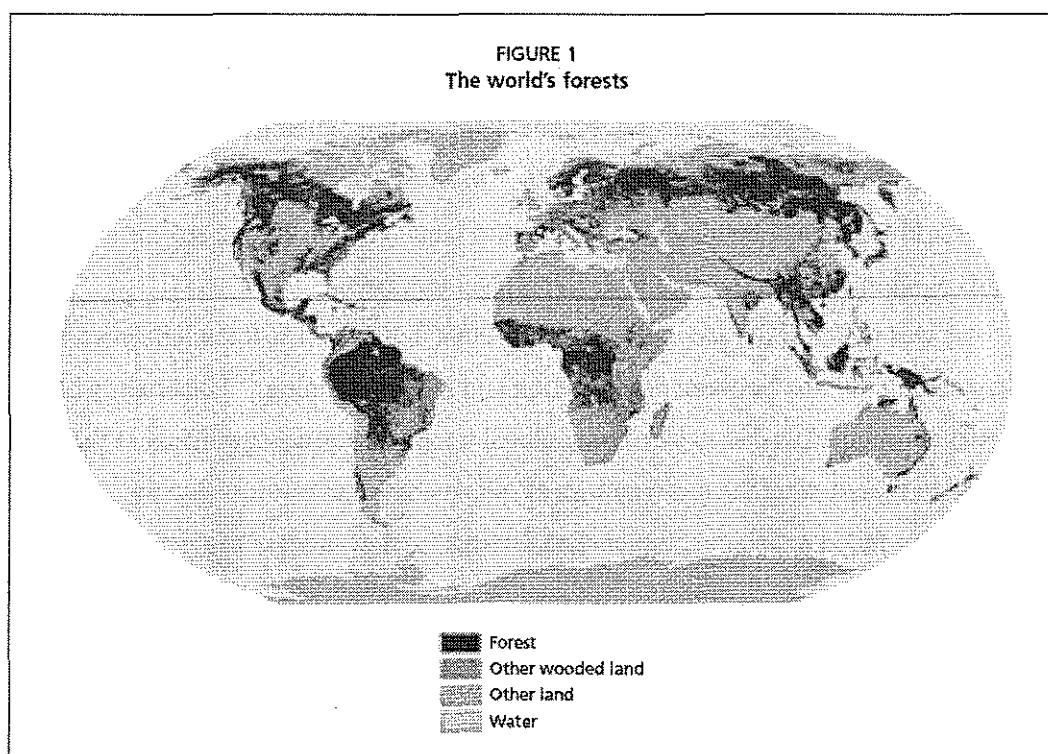 FIGURE 1
The world's forests
Forest
Other wooded land
Other land
Water